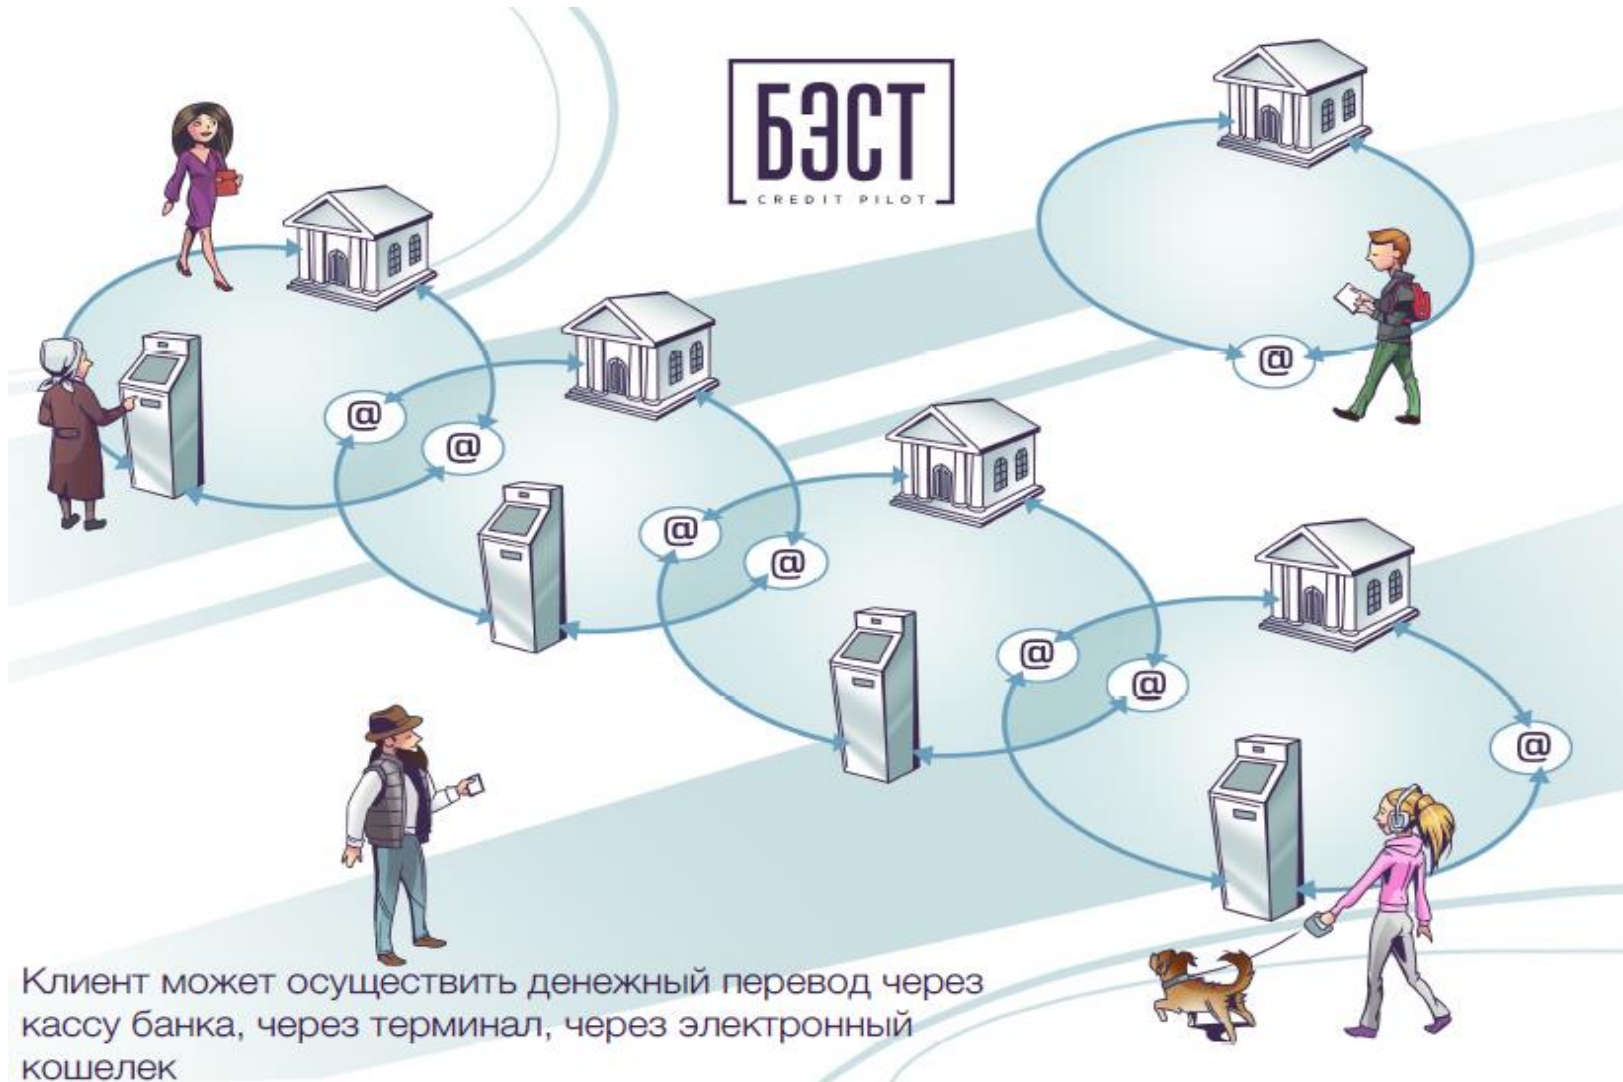 БЭСТ
CREDIT PILOT
@
@
@
@
@
@
@
@
Клиент может осуществить денежный перевод через
кассу банка, через терминал, через электронный
кошелек